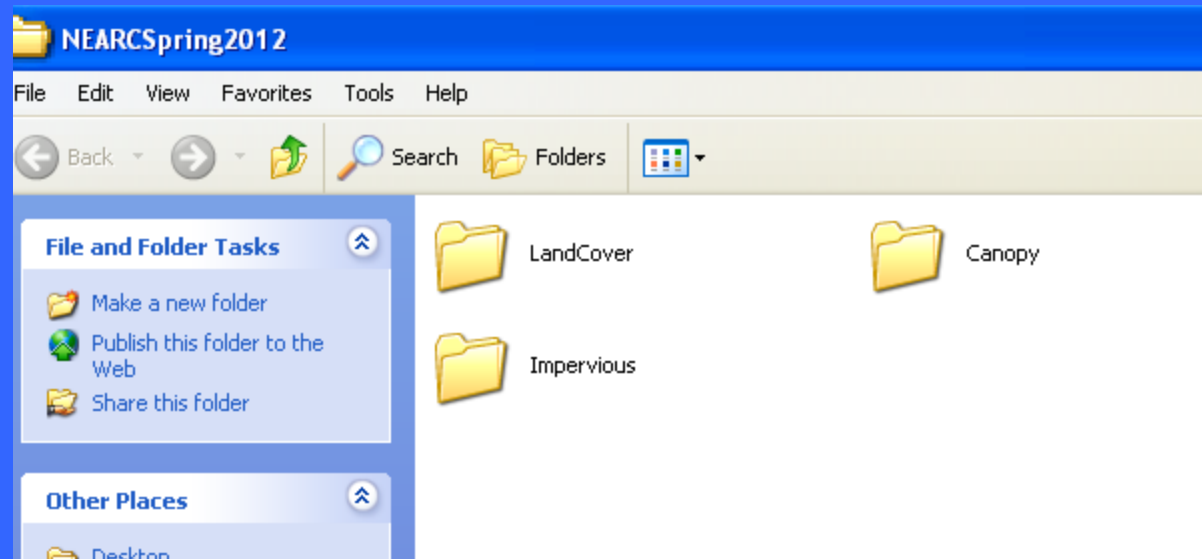 NEARCSpring2012
File Edit View Favorites Tools Help
Back Search Folders
File and Folder Tasks
Make a new folder
Publish this folder to the
Web
Share this folder
Other Places
Desktop
LandCover Canopy
Impervious